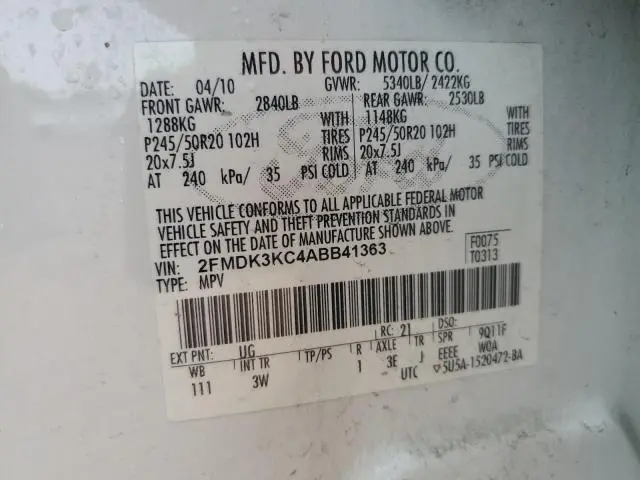 MFD. BY FORD MOTOR CO.
DATE: 04/10 GVWR: 5340LB/ 2422KG
FRONT GAWR: 2840LB REAR GAWR: 2530LB
1288KG WITH 1148KG WITH
P245/50R20 102H TIRES P245/50R20 102H TIRES
20x7.5J RIMS 20x7.5J RIMS
AT 240 kPa/ 35 PSI COLD AT 240 kPa/ 35 PSI COLD
THIS VEHICLE CONFORMS TO ALL APPLICABLE FEDERAL MOTOR
VEHICLE SAFETY AND THEFT PREVENTION STANDARDS IN
EFFECT ON THE DATE OF MANUFACTURE SHOWN ABOVE.
VIN: 2FMDK3KC4ABB41363 F0075
TYPE: MPV T0313
EXT PNT: UG RC: 21 DSO:
WB INT TR TP/PS R AXLE TR SPR 9Q11F
111 3W 1 3E J EEEE WOA
UTC ▽5U5A-1520472-BA